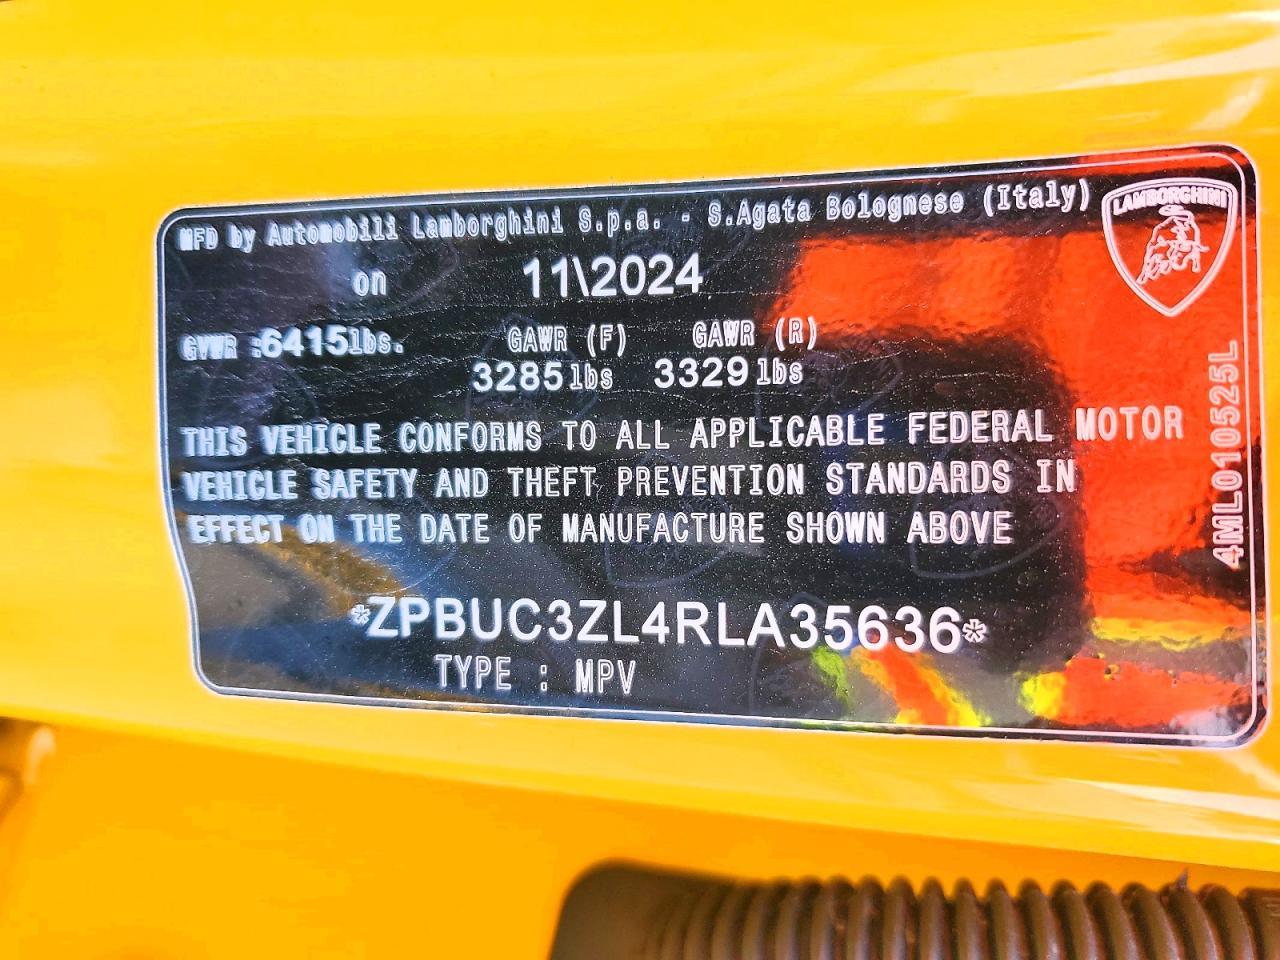 MFD by Automobili Lamborghini S.p.a. - S.Agata Bolognese (Italy)
LAMBORGHINI
on 11\2024
GVWR :6415lbs. GAWR (F) GAWR (R)
3285lbs 3329lbs
THIS VEHICLE CONFORMS TO ALL APPLICABLE FEDERAL MOTOR
VEHICLE SAFETY AND THEFT PREVENTION STANDARDS IN
EFFECT ON THE DATE OF MANUFACTURE SHOWN ABOVE
*ZPBUC3ZL4RLA35636*
TYPE : MPV
4ML010525L